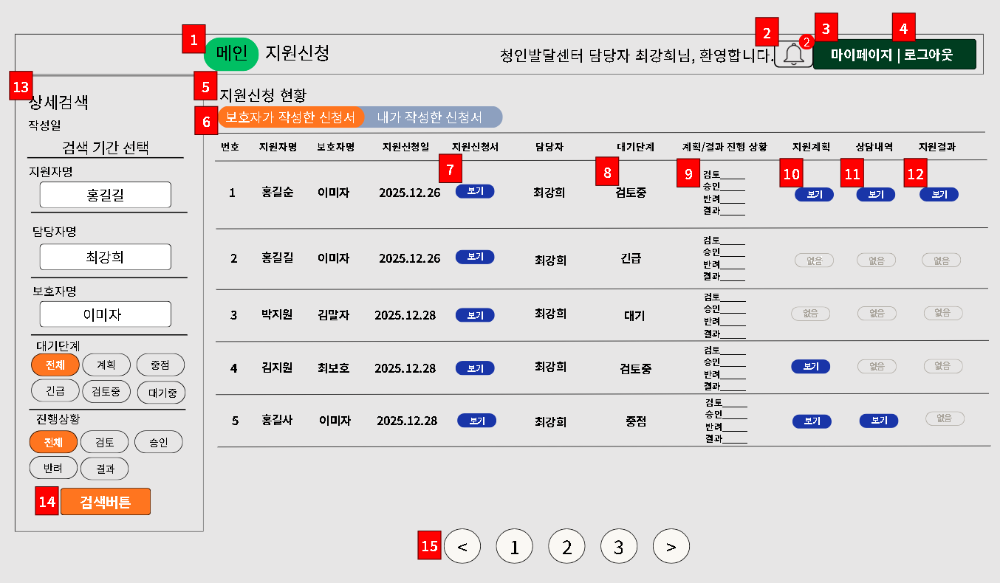 1 메인 지원신청
청인발달센터 담당자 최강희님, 환영합니다.
2 2 3 4
마이페이지 | 로그아웃
13
상세검색
작성일
검색 기간 선택
지원자명
홍길길
담당자명
최강희
보호자명
이미자
대기단계
전체 계획 중점
긴급 검토중 대기중
진행상황
전체 검토 승인
반려 결과
14 검색버튼
5 지원신청 현황
6 보호자가 작성한 신청서 내가 작성한 신청서
번호 지원자명 보호자명 지원신청일 지원신청서 담당자 대기단계 계획/결과 진행 상황 지원계획 상담내역 지원결과
7 8 9 10 11 12
1 홍길순 이미자 2025.12.26 보기 최강희 검토중
검토_____
승인_____
반려_____
결과_____
보기 보기 보기
2 홍길길 이미자 2025.12.26 보기 최강희 긴급
검토_____
승인_____
반려_____
결과_____
없음 없음 없음
3 박지원 김말자 2025.12.28 보기 최강희 대기
검토_____
승인_____
반려_____
결과_____
없음 없음 없음
4 김지원 최보호 2025.12.28 보기 최강희 검토중
검토_____
승인_____
반려_____
결과_____
보기 없음 없음
5 홍길사 이미자 2025.12.28 보기 최강희 중점
검토_____
승인_____
반려_____
결과_____
보기 보기 없음
15 < 1 2 3 >